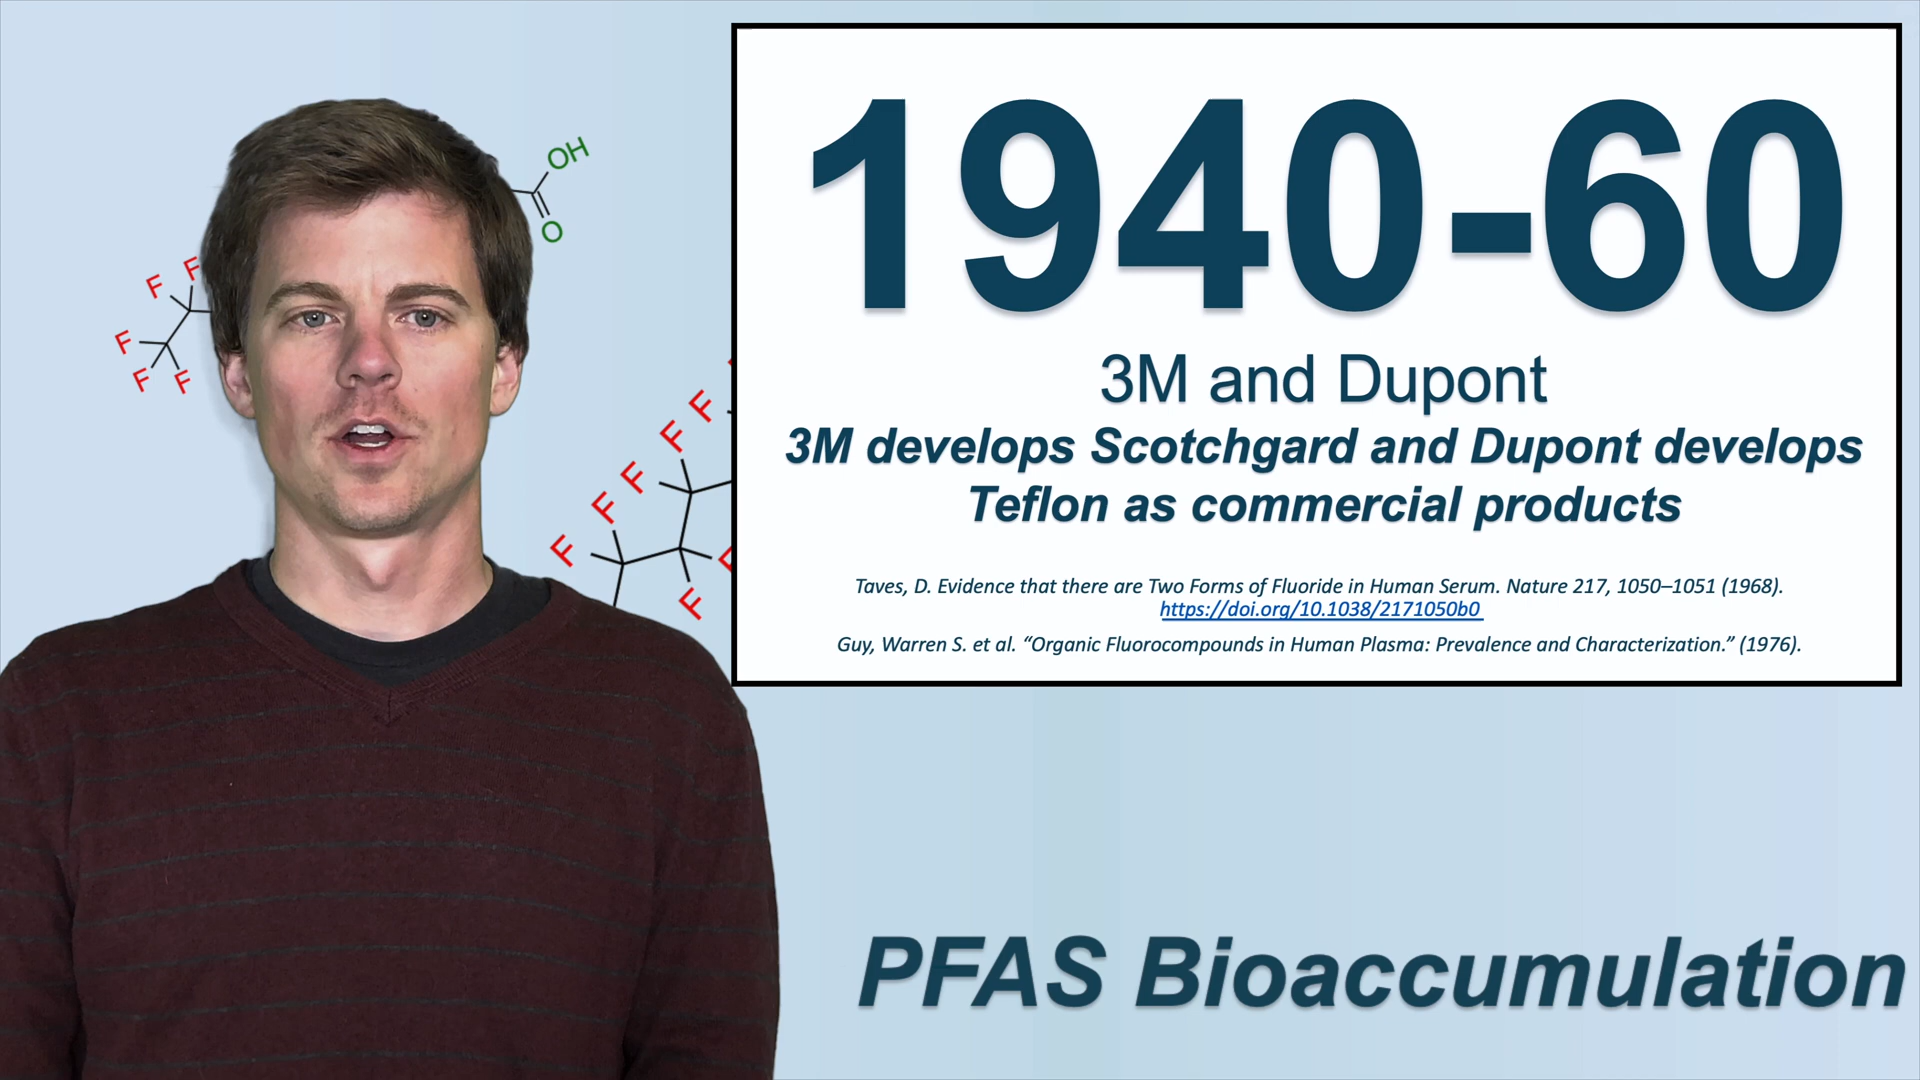 1940-60
3M and Dupont
3M develops Scotchgard and Dupont develops
Teflon as commercial products
Taves, D. Evidence that there are Two Forms of Fluoride in Human Serum. Nature 217, 1050–1051 (1968).
https://doi.org/10.1038/2171050b0
Guy, Warren S. et al. “Organic Fluorocompounds in Human Plasma: Prevalence and Characterization.” (1976).
OH
O
F
F
F
F
F
F
F
F
F
F
F
F
F
PFAS Bioaccumulation